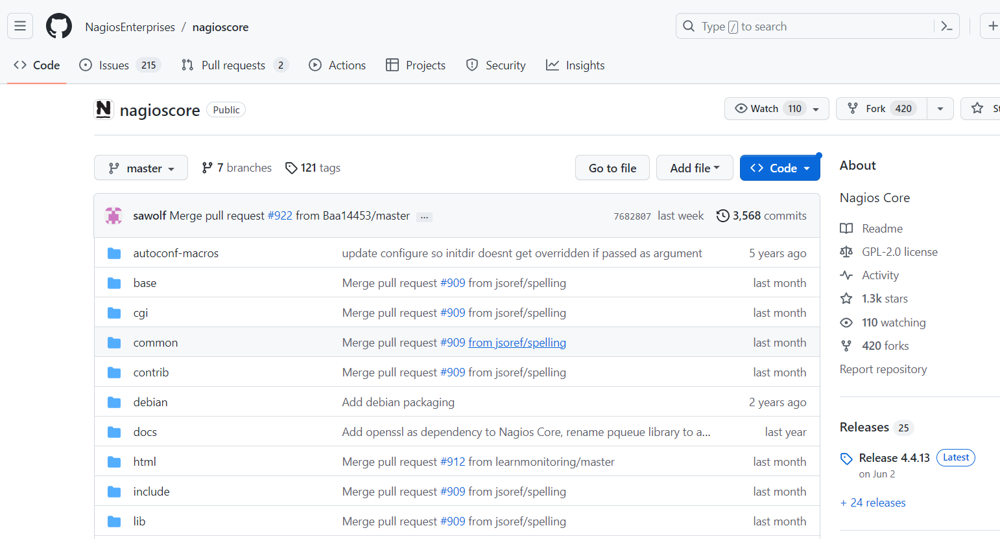 NagiosEnterprises / nagioscore
Type / to search
Code
Issues 215
Pull requests 2
Actions
Projects
Security
Insights
N nagioscore Public
Watch 110
Fork 420
St
master
7 branches
121 tags
Go to file
Add file
Code
sawolf Merge pull request #922 from Baa14453/master ... 7682807 last week 3,568 commits
autoconf-macros update configure so initdir doesnt get overridden if passed as argument 5 years ago
base Merge pull request #909 from jsoref/spelling last month
cgi Merge pull request #909 from jsoref/spelling last month
common Merge pull request #909 from jsoref/spelling last month
contrib Merge pull request #909 from jsoref/spelling last month
debian Add debian packaging 2 years ago
docs Add openssl as dependency to Nagios Core, rename pqueue library to a... last year
html Merge pull request #912 from learnmonitoring/master last month
include Merge pull request #909 from jsoref/spelling last month
lib Merge pull request #909 from jsoref/spelling last month
About
Nagios Core
Readme
GPL-2.0 license
Activity
1.3k stars
110 watching
420 forks
Report repository
Releases 25
Release 4.4.13 Latest
on Jun 2
+ 24 releases